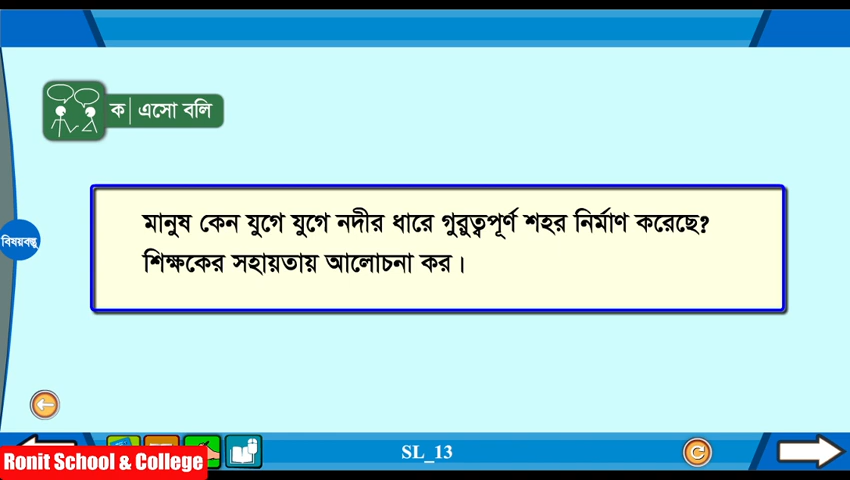 ক| এসো বলি
মানুষ কেন যুগে যুগে নদীর ধারে গুরুত্বপূর্ণ শহর নির্মাণ করেছে?
শিক্ষকের সহায়তায় আলোচনা কর।
বিষয়বস্তু
SL_13
Ronit School & College